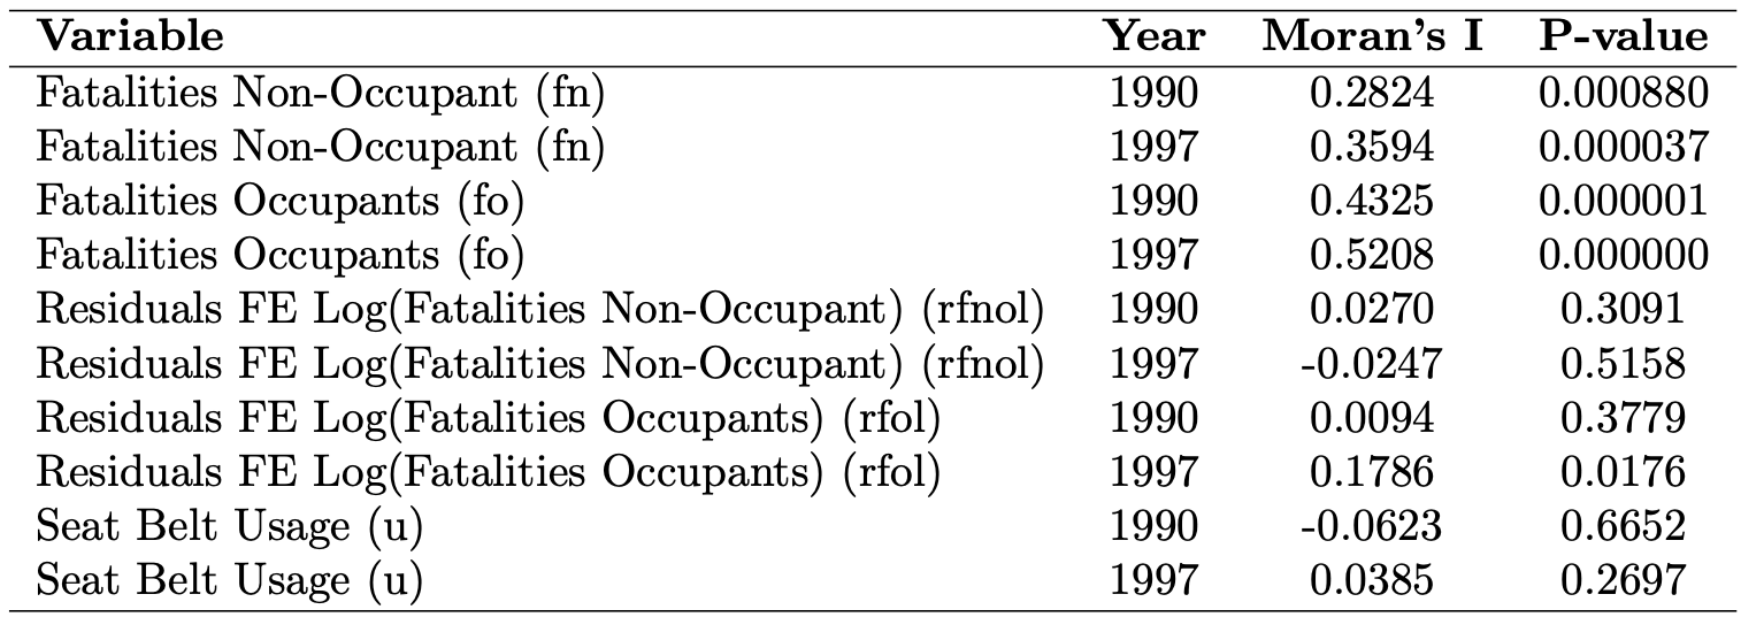 Variable Year Moran's I P-value
Fatalities Non-Occupant (fn) 1990 0.2824 0.000880
Fatalities Non-Occupant (fn) 1997 0.3594 0.000037
Fatalities Occupants (fo) 1990 0.4325 0.000001
Fatalities Occupants (fo) 1997 0.5208 0.000000
Residuals FE Log(Fatalities Non-Occupant) (rfnol) 1990 0.0270 0.3091
Residuals FE Log(Fatalities Non-Occupant) (rfnol) 1997 -0.0247 0.5158
Residuals FE Log(Fatalities Occupants) (rfol) 1990 0.0094 0.3779
Residuals FE Log(Fatalities Occupants) (rfol) 1997 0.1786 0.0176
Seat Belt Usage (u) 1990 -0.0623 0.6652
Seat Belt Usage (u) 1997 0.0385 0.2697